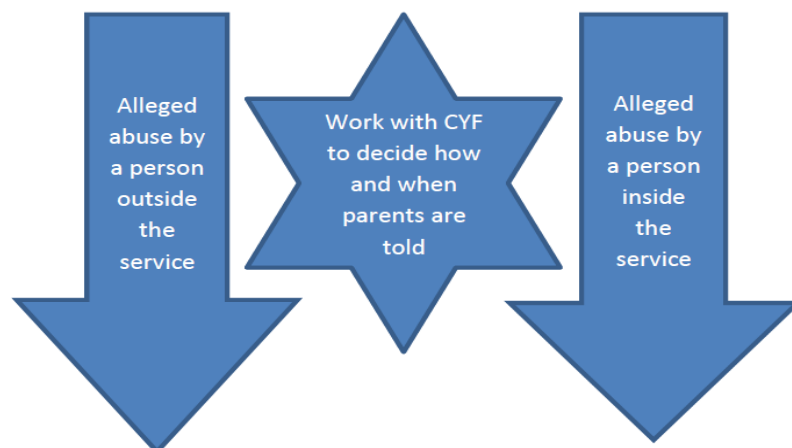 Alleged
abuse by
a person
outside
the
service
Work with CYF
to decide how
and when
parents are
told
Alleged
abuse by
a person
inside
the
service